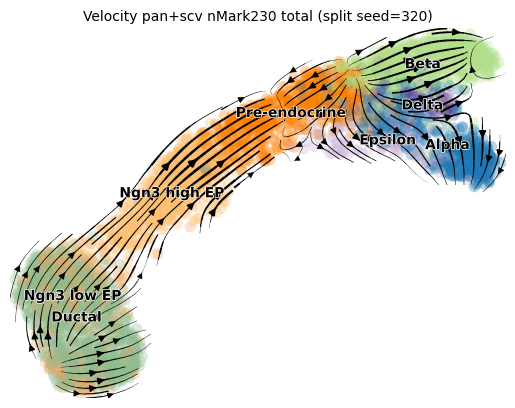 Velocity pan+scv nMark230 total (split seed=320)
Beta
Delta
Pre-endocrine
Epsilon
Alpha
Ngn3 high EP
Ngn3 low EP
Ductal